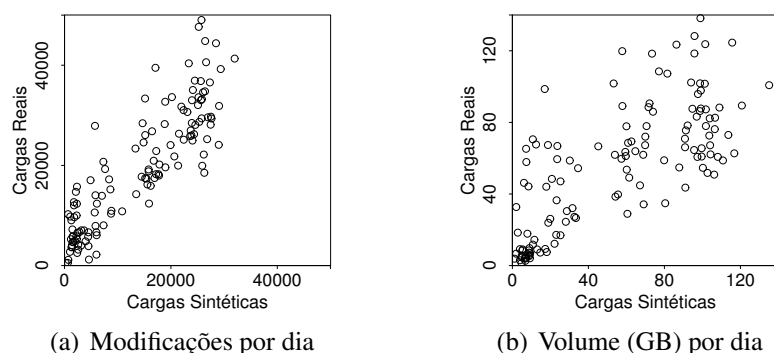 Cargas Reais
0
20000
40000
0
20000
40000
Cargas Sintéticas
(a) Modificações por dia
Cargas Reais
0
40
80
120
0
40
80
120
Cargas Sintéticas
(b) Volume (GB) por dia